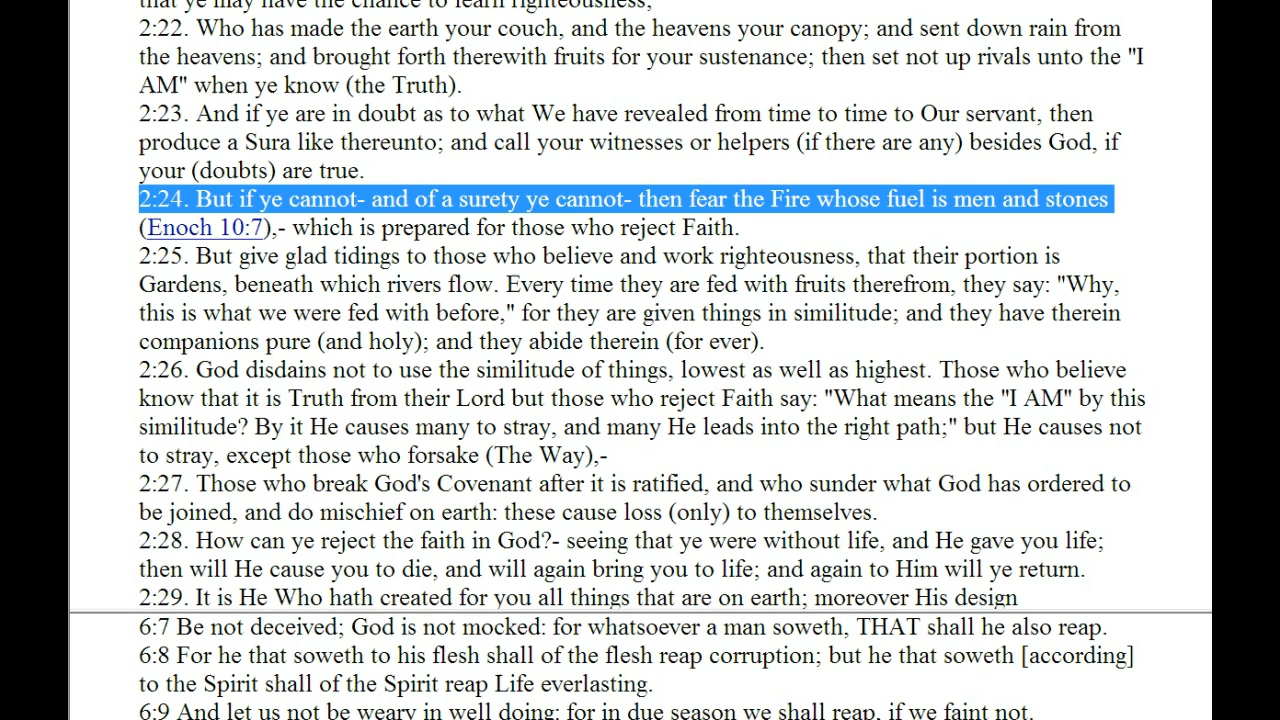 that ye may have the chance to learn righteousness;
2:22. Who has made the earth your couch, and the heavens your canopy; and sent down rain from
the heavens; and brought forth therewith fruits for your sustenance; then set not up rivals unto the "I
AM" when ye know (the Truth).
2:23. And if ye are in doubt as to what We have revealed from time to time to Our servant, then
produce a Sura like thereunto; and call your witnesses or helpers (if there are any) besides God, if
your (doubts) are true.
2:24. But if ye cannot- and of a surety ye cannot- then fear the Fire whose fuel is men and stones
(Enoch 10:7),- which is prepared for those who reject Faith.
2:25. But give glad tidings to those who believe and work righteousness, that their portion is
Gardens, beneath which rivers flow. Every time they are fed with fruits therefrom, they say: "Why,
this is what we were fed with before," for they are given things in similitude; and they have therein
companions pure (and holy); and they abide therein (for ever).
2:26. God disdains not to use the similitude of things, lowest as well as highest. Those who believe
know that it is Truth from their Lord but those who reject Faith say: "What means the "I AM" by this
similitude? By it He causes many to stray, and many He leads into the right path;" but He causes not
to stray, except those who forsake (The Way),-
2:27. Those who break God's Covenant after it is ratified, and who sunder what God has ordered to
be joined, and do mischief on earth: these cause loss (only) to themselves.
2:28. How can ye reject the faith in God?- seeing that ye were without life, and He gave you life;
then will He cause you to die, and will again bring you to life; and again to Him will ye return.
2:29. It is He Who hath created for you all things that are on earth; moreover His design
6:7 Be not deceived; God is not mocked: for whatsoever a man soweth, THAT shall he also reap.
6:8 For he that soweth to his flesh shall of the flesh reap corruption; but he that soweth [according]
to the Spirit shall of the Spirit reap Life everlasting.
6:9 And let us not be weary in well doing: for in due season we shall reap, if we faint not.